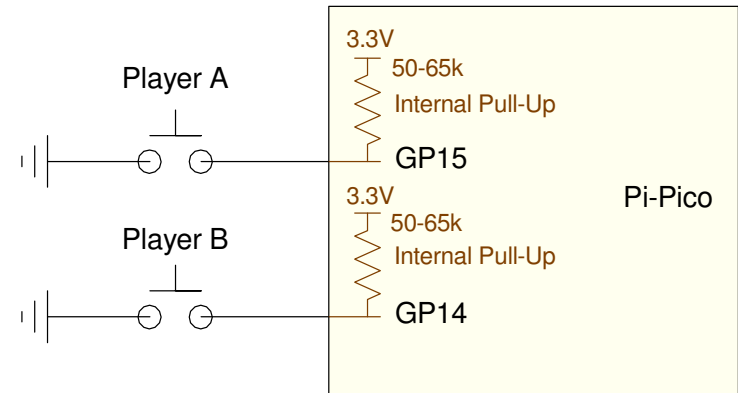 3.3V
50-65k
Player A
Internal Pull-Up
GP15
3.3V
Pi-Pico
50-65k
Player B
Internal Pull-Up
GP14